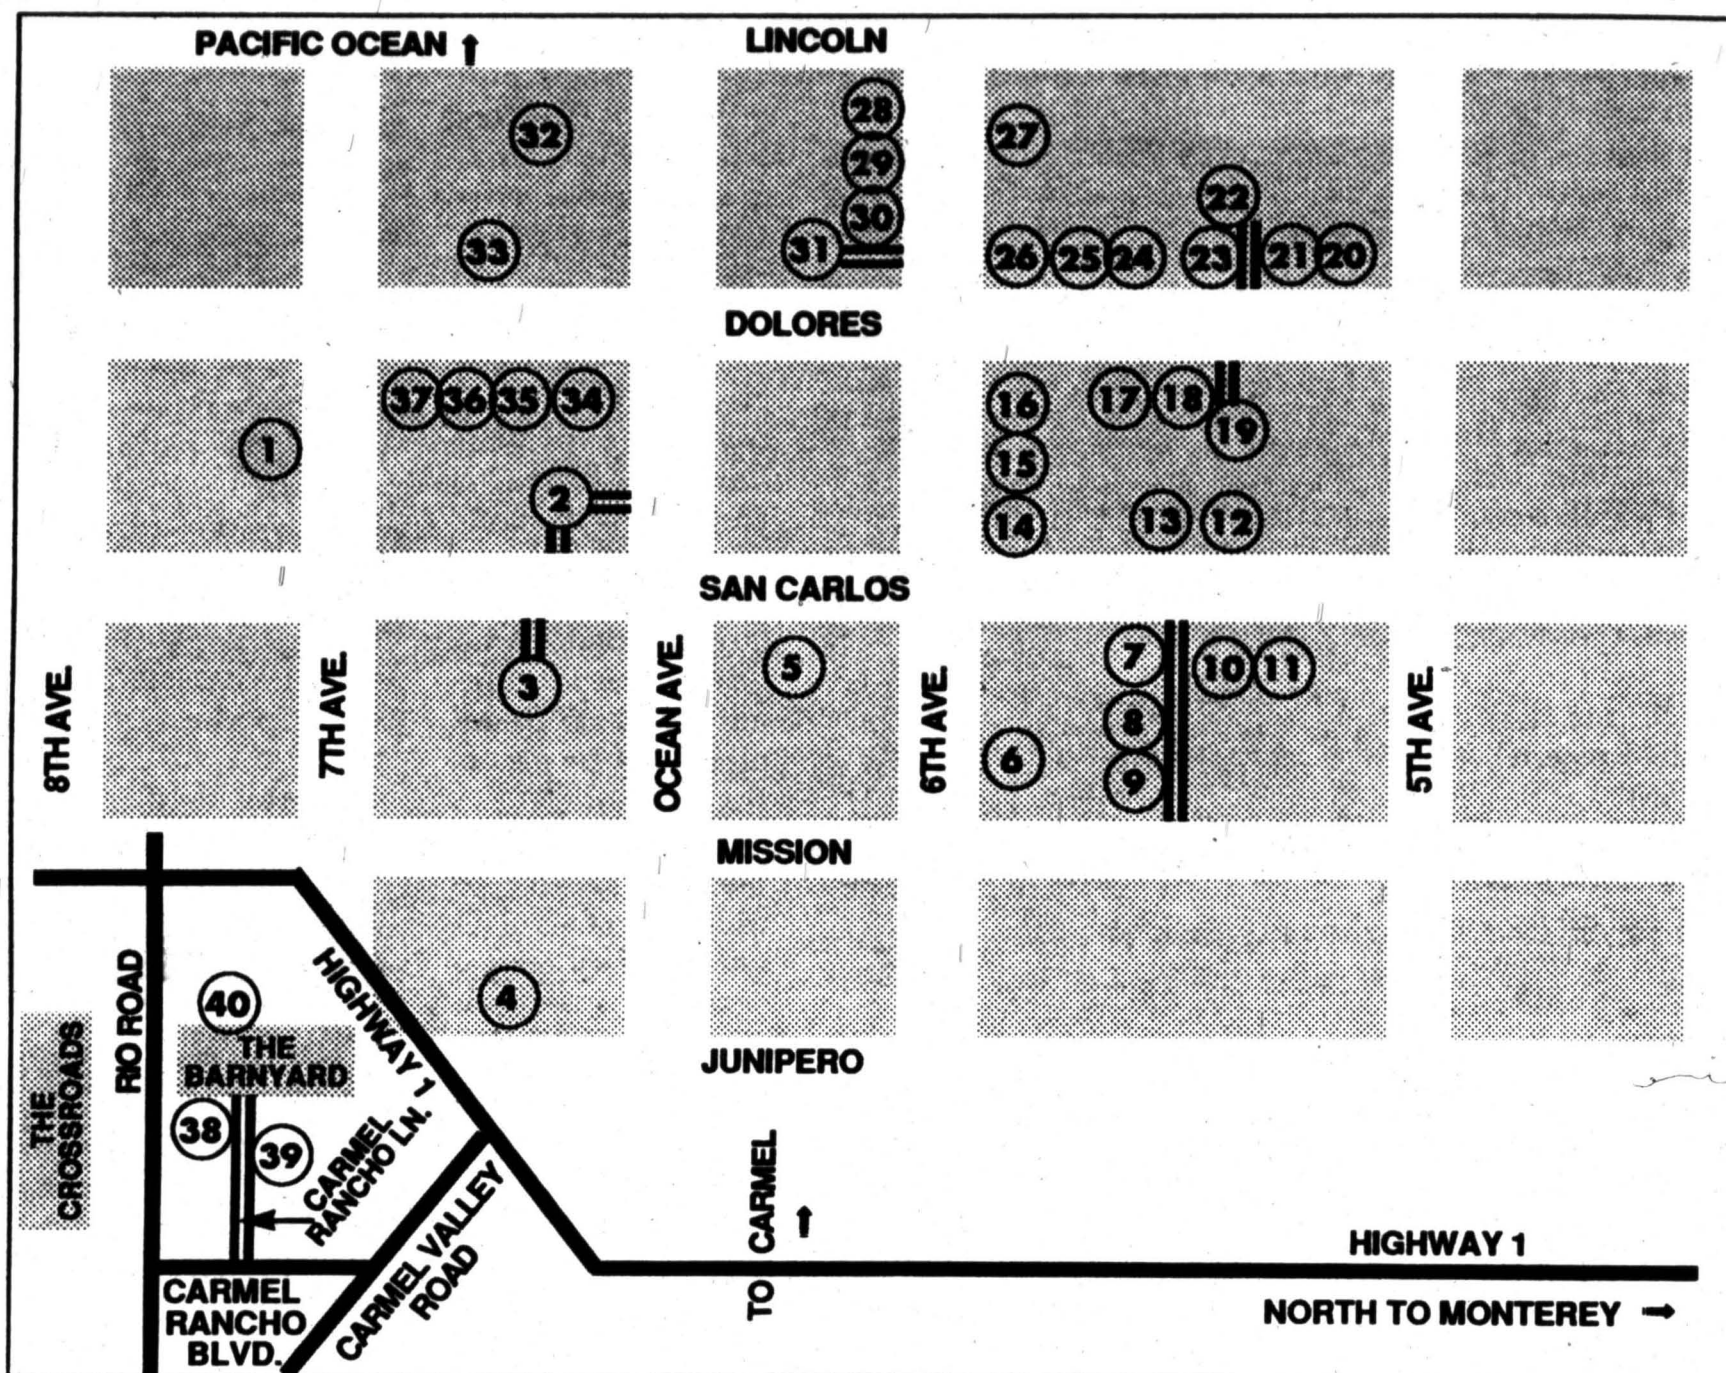 PACIFIC OCEAN ↑
LINCOLN
28
32
27
29
22
30
33
31
26 25 24 23 21 20
DOLORES
37 36 35 34
16
17 18
19
1
15
2
14
13 12
SAN CARLOS
8TH AVE.
7TH AVE.
OCEAN AVE.
6TH AVE.
5TH AVE.
3
5
7
10 11
8
6
9
MISSION
4
JUNIPERO
THE
CROSSROADS
RIO ROAD
40
THE
BARNYARD
38
39
HIGHWAY 1
CARMEL
RANCHO LN.
CARMEL
RANCHO
BLVD.
CARMEL VALLEY
ROAD
TO CARMEL →
HIGHWAY 1
NORTH TO MONTEREY →